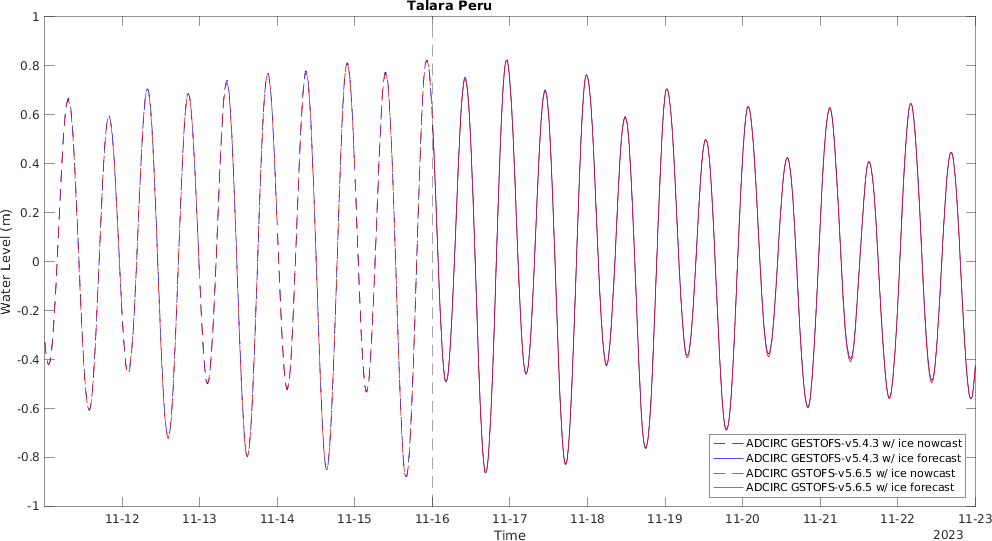 Talara Peru
1
0.8
0.6
0.4
0.2
0
-0.2
-0.4
-0.6
-0.8
-1
Water Level (m)
ADCIRC GESTOFS-v5.4.3 w/ ice nowcast
ADCIRC GESTOFS-v5.4.3 w/ ice forecast
ADCIRC GSTOFS-v5.6.5 w/ ice nowcast
ADCIRC GSTOFS-v5.6.5 w/ ice forecast
11-12 11-13 11-14 11-15 11-16 11-17 11-18 11-19 11-20 11-21 11-22 11-23
Time
2023